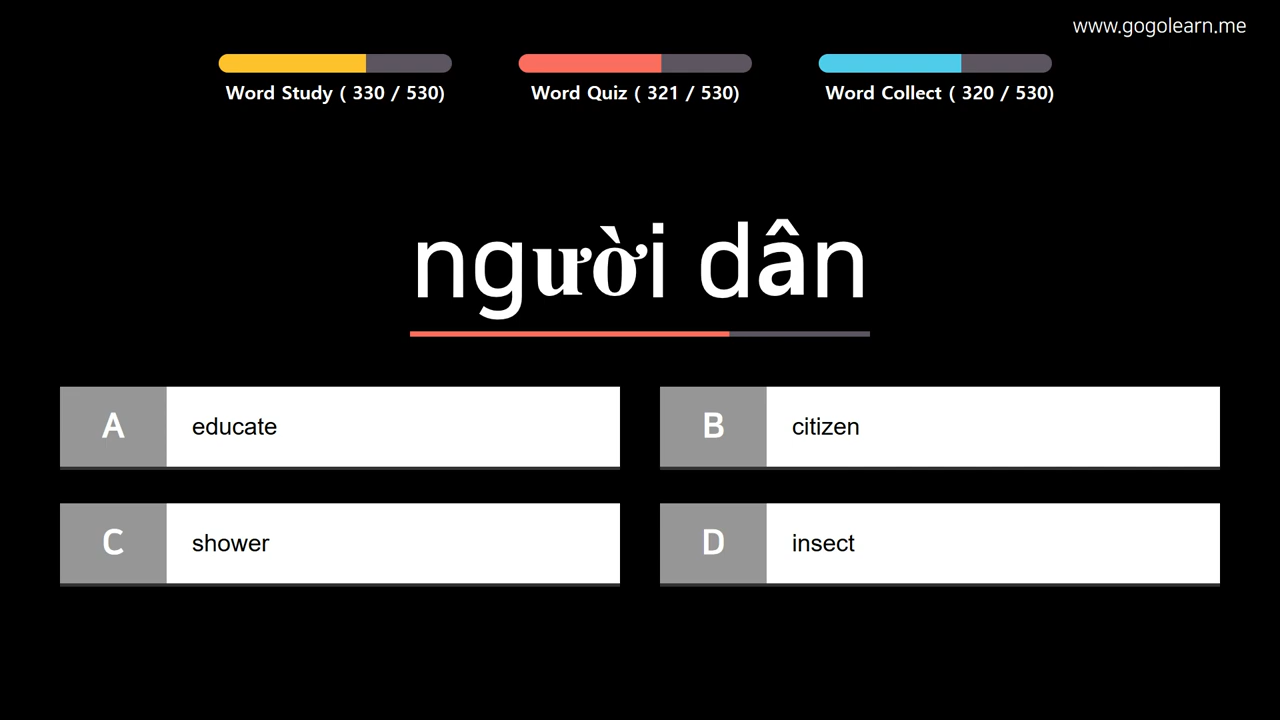 www.gogolearn.me
Word Study ( 330 / 530)
Word Quiz ( 321 / 530)
Word Collect ( 320 / 530)
người dân
A educate
B citizen
C shower
D insect